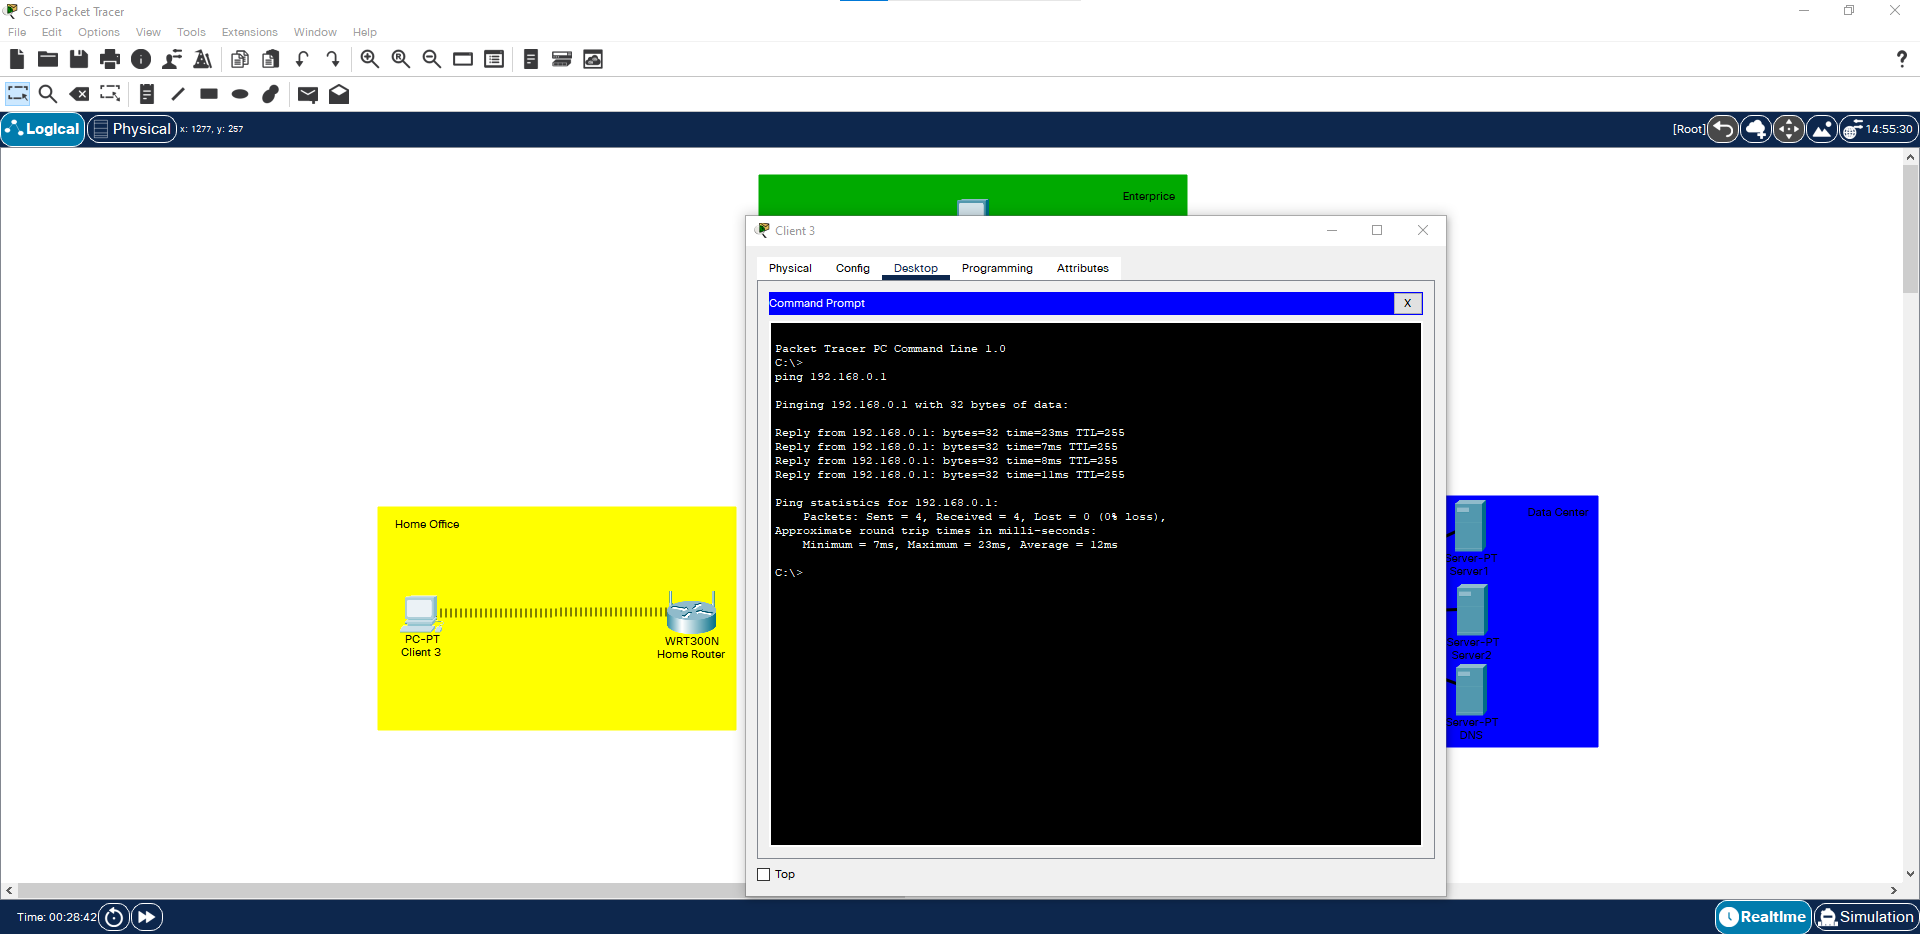 Cisco Packet Tracer
File Edit Options View Tools Extensions Window Help
?
Logical Physical x: 1277, y: 257 [Root] 14:55:30
Enterprice
Client 3
Physical Config Desktop Programming Attributes
Command Prompt X
Packet Tracer PC Command Line 1.0
C:\>
ping 192.168.0.1
Pinging 192.168.0.1 with 32 bytes of data:
Reply from 192.168.0.1: bytes=32 time=23ms TTL=255
Reply from 192.168.0.1: bytes=32 time=7ms TTL=255
Reply from 192.168.0.1: bytes=32 time=8ms TTL=255
Reply from 192.168.0.1: bytes=32 time=11ms TTL=255
Ping statistics for 192.168.0.1:
Packets: Sent = 4, Received = 4, Lost = 0 (0% loss),
Approximate round trip times in milli-seconds:
Minimum = 7ms, Maximum = 23ms, Average = 12ms
C:\>
Top
Home Office
PC-PT
Client 3
WRT300N
Home Router
Data Center
Server-PT
Server1
Server-PT
Server2
Server-PT
DNS
Time: 00:28:42 Realtime Simulation